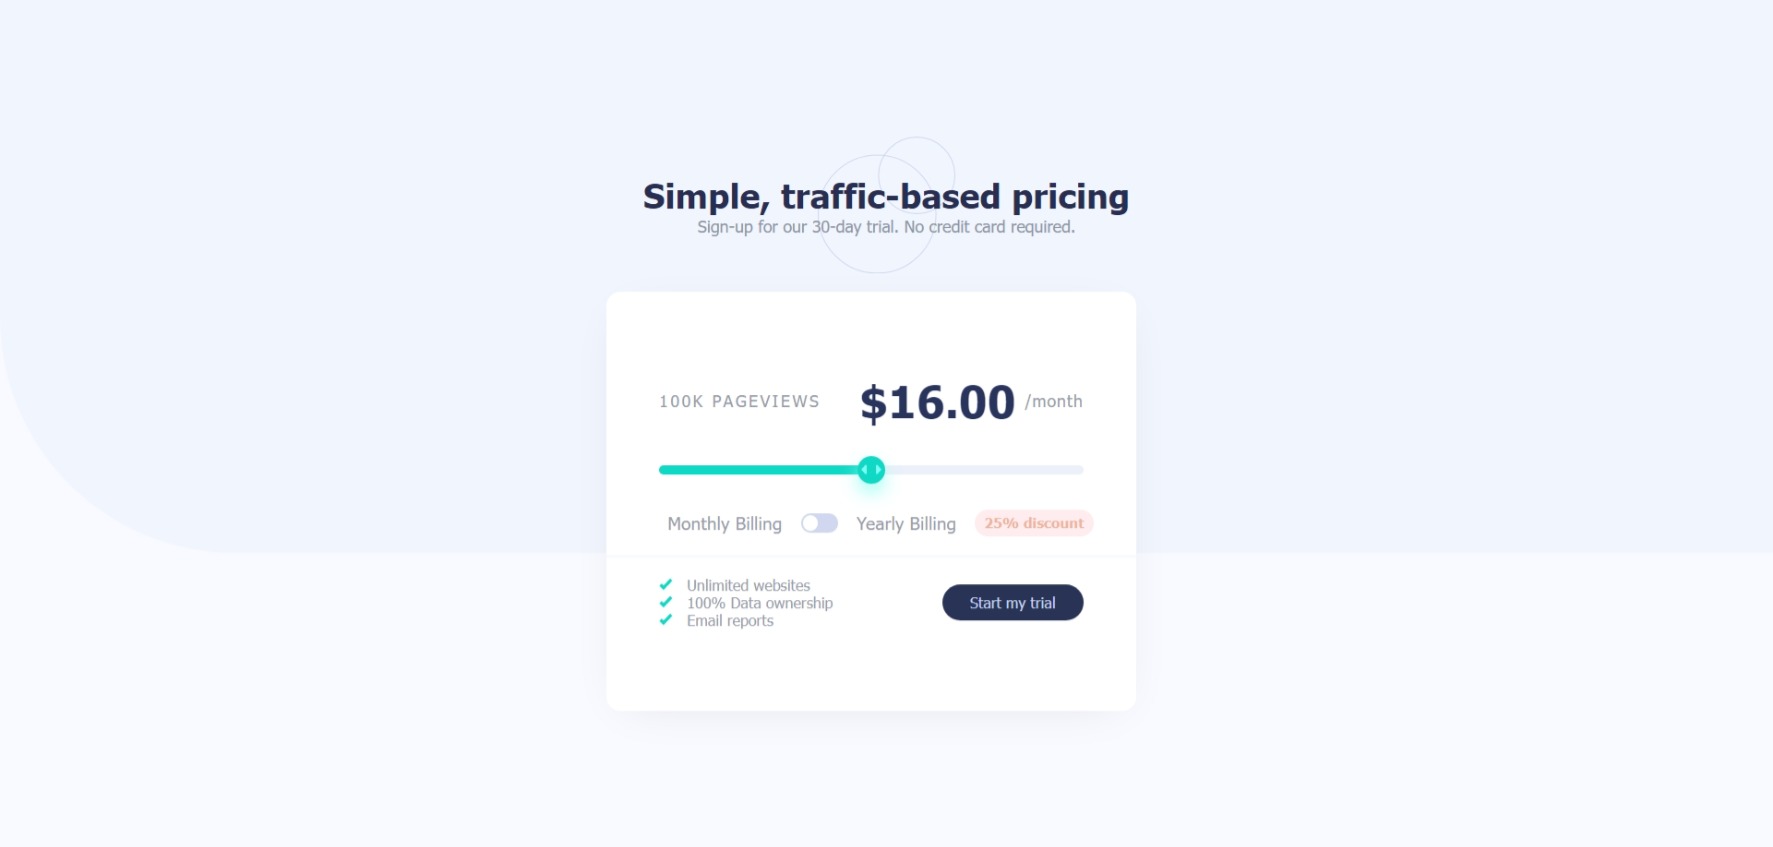 Simple, traffic-based pricing
Sign-up for our 30-day trial. No credit card required.
100K PAGEVIEWS $16.00 /month
Monthly Billing Yearly Billing 25% discount
Unlimited websites
100% Data ownership
Email reports
Start my trial